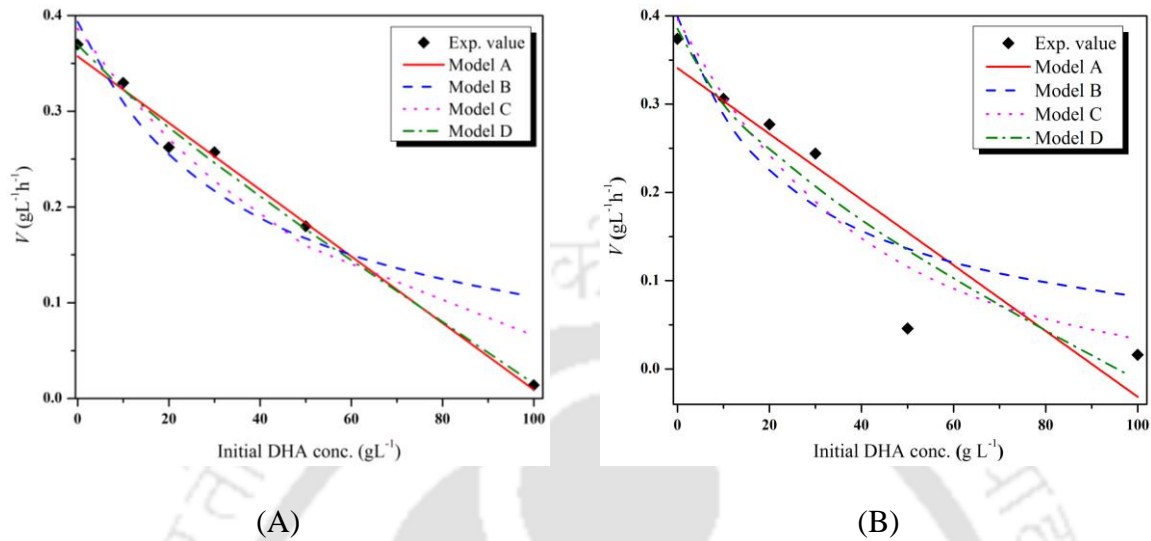 0.4
0.3
0.2
0.1
0.0
V (gL⁻¹h⁻¹)
0 20 40 60 80 100
Initial DHA conc. (gL⁻¹)
Exp. value
Model A
Model B
Model C
Model D
(A)
0.4
0.3
0.2
0.1
0.0
V (gL⁻¹h⁻¹)
0 20 40 60 80 100
Initial DHA conc. (g L⁻¹)
Exp. value
Model A
Model B
Model C
Model D
(B)